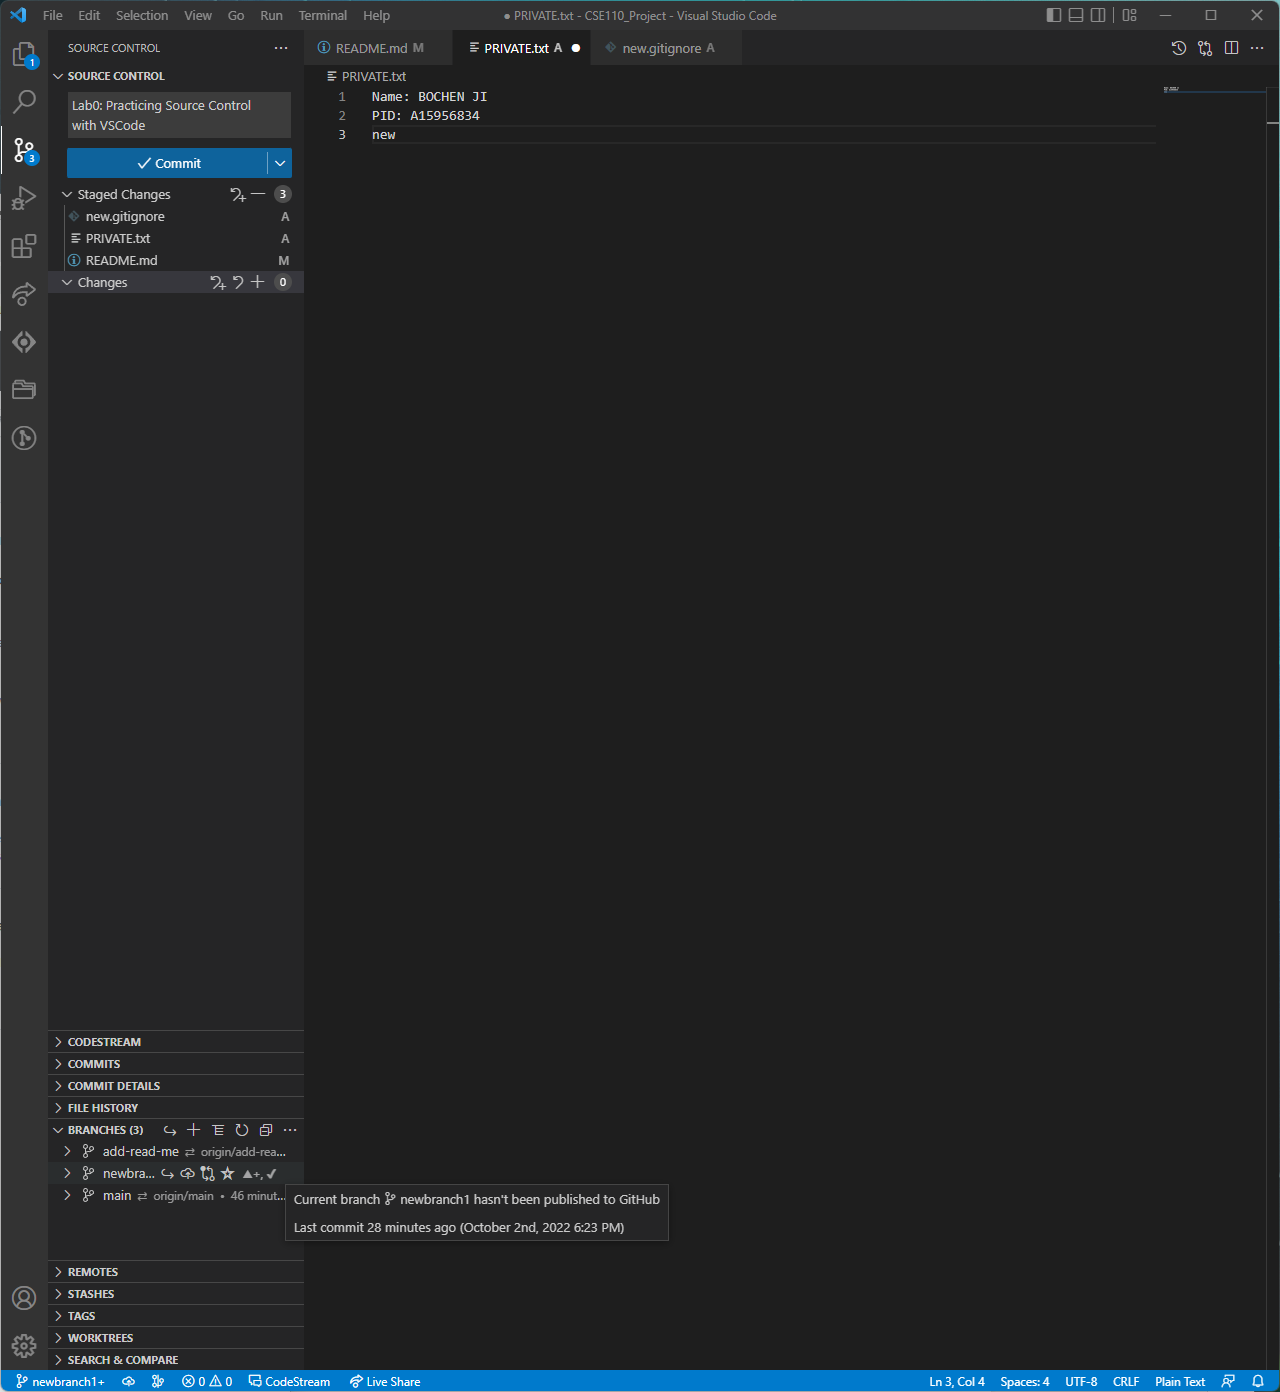 File Edit Selection View Go Run Terminal Help ● PRIVATE.txt - CSE110_Project - Visual Studio Code
SOURCE CONTROL
README.md M PRIVATE.txt A new.gitignore A
SOURCE CONTROL
PRIVATE.txt
1
Lab0: Practicing Source Control
with VSCode
1 Name: BOCHEN JI
2 PID: A15956834
3 new
3
Commit
Staged Changes 3
new.gitignore A
PRIVATE.txt A
README.md M
Changes 0
CODESTREAM
COMMITS
COMMIT DETAILS
FILE HISTORY
BRANCHES (3)
add-read-me ⇄ origin/add-rea...
newbra... ▲+, ✓
main ⇄ origin/main • 46 minut...
Current branch newbranch1 hasn't been published to GitHub
Last commit 28 minutes ago (October 2nd, 2022 6:23 PM)
REMOTES
STASHES
TAGS
WORKTREES
SEARCH & COMPARE
newbranch1+ 0 0 CodeStream Live Share Ln 3, Col 4 Spaces: 4 UTF-8 CRLF Plain Text